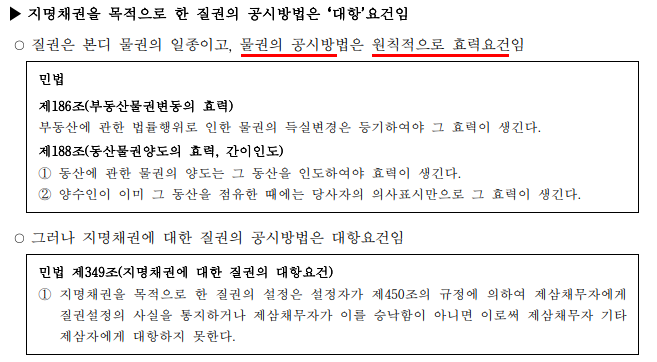 ▶ 지명채권을 목적으로 한 질권의 공시방법은 ‘대항’요건임
○ 질권은 본디 물권의 일종이고, 물권의 공시방법은 원칙적으로 효력요건임
민법
제186조(부동산물권변동의 효력)
부동산에 관한 법률행위로 인한 물권의 득실변경은 등기하여야 그 효력이 생긴다.
제188조(동산물권양도의 효력, 간이인도)
① 동산에 관한 물권의 양도는 그 동산을 인도하여야 효력이 생긴다.
② 양수인이 이미 그 동산을 점유한 때에는 당사자의 의사표시만으로 그 효력이 생긴다.
○ 그러나 지명채권에 대한 질권의 공시방법은 대항요건임
민법 제349조(지명채권에 대한 질권의 대항요건)
① 지명채권을 목적으로 한 질권의 설정은 설정자가 제450조의 규정에 의하여 제삼채무자에게
질권설정의 사실을 통지하거나 제삼채무자가 이를 승낙함이 아니면 이로써 제삼채무자 기타
제삼자에게 대항하지 못한다.